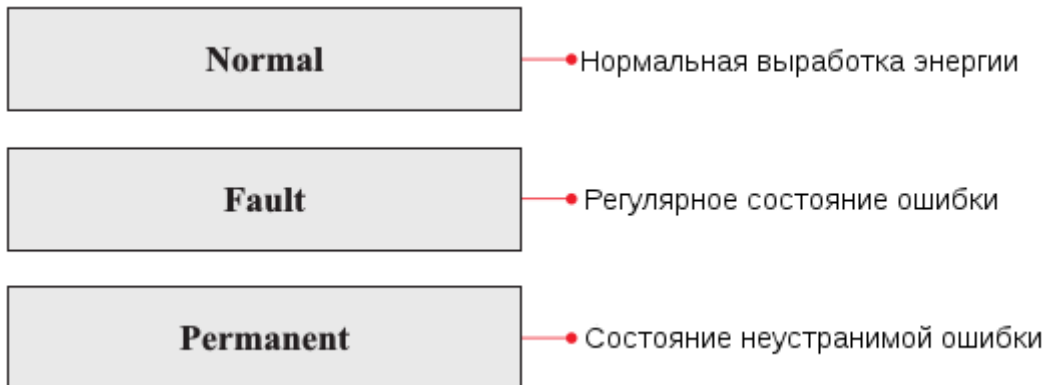 Normal
Нормальная выработка энергии
Fault
Регулярное состояние ошибки
Permanent
Состояние неустранимой ошибки